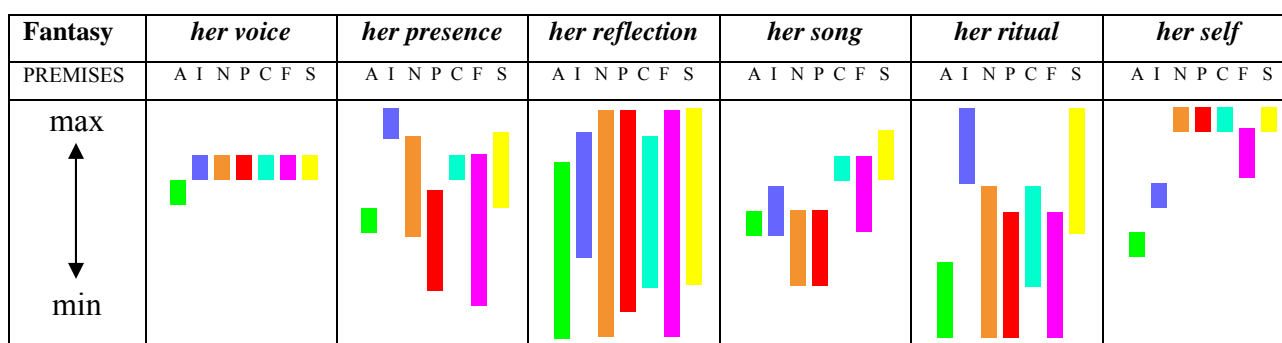 Fantasy her voice her presence her reflection her song her ritual her self
PREMISES A I N P C F S A I N P C F S A I N P C F S A I N P C F S A I N P C F S A I N P C F S
max
min